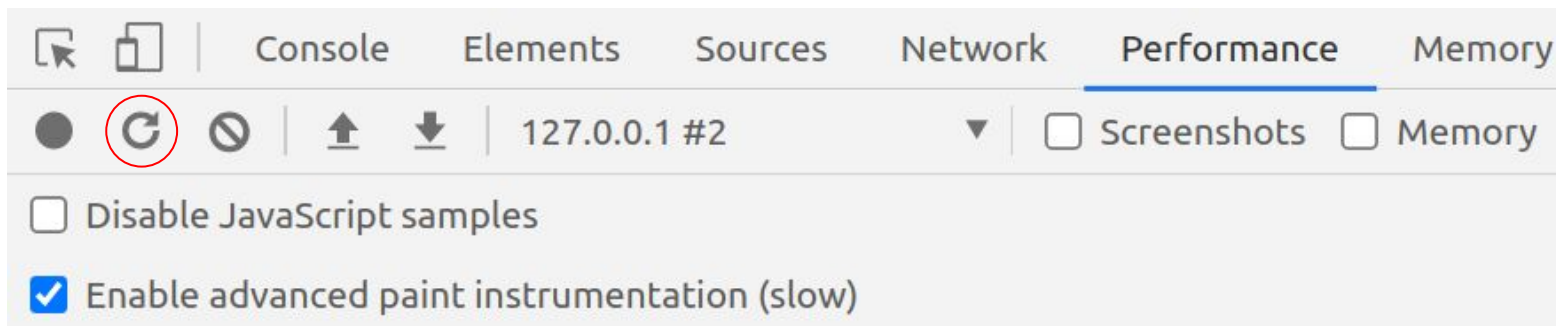 Console Elements Sources Network Performance Memory
127.0.0.1 #2 Screenshots Memory
Disable JavaScript samples
Enable advanced paint instrumentation (slow)